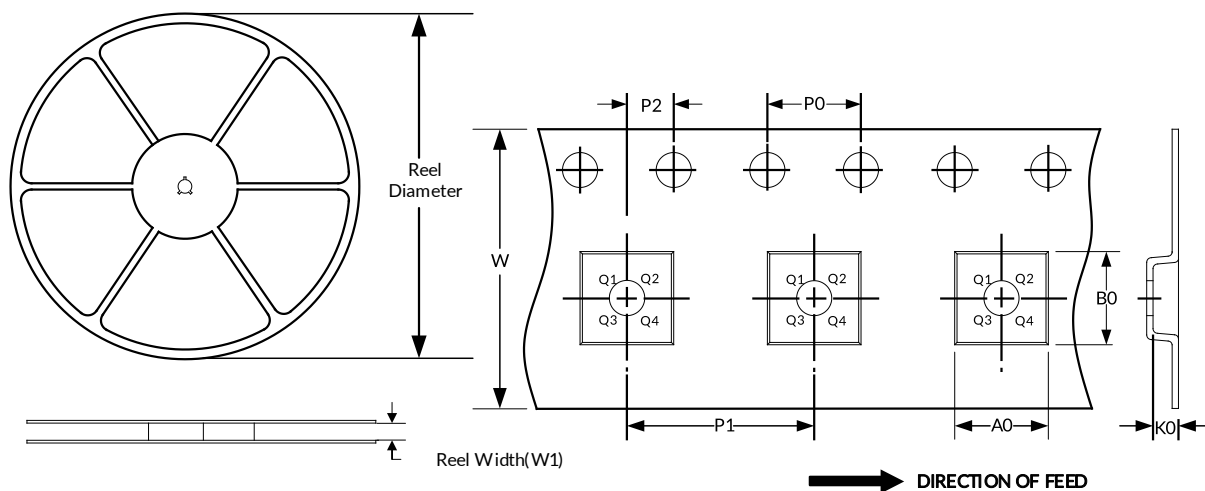 P2
P0
Reel
Diameter
W
Q1 Q2
Q3 Q4
Q1 Q2
Q3 Q4
Q1 Q2
Q3 Q4
B0
P1
A0
K0
Reel Width(W1)
DIRECTION OF FEED